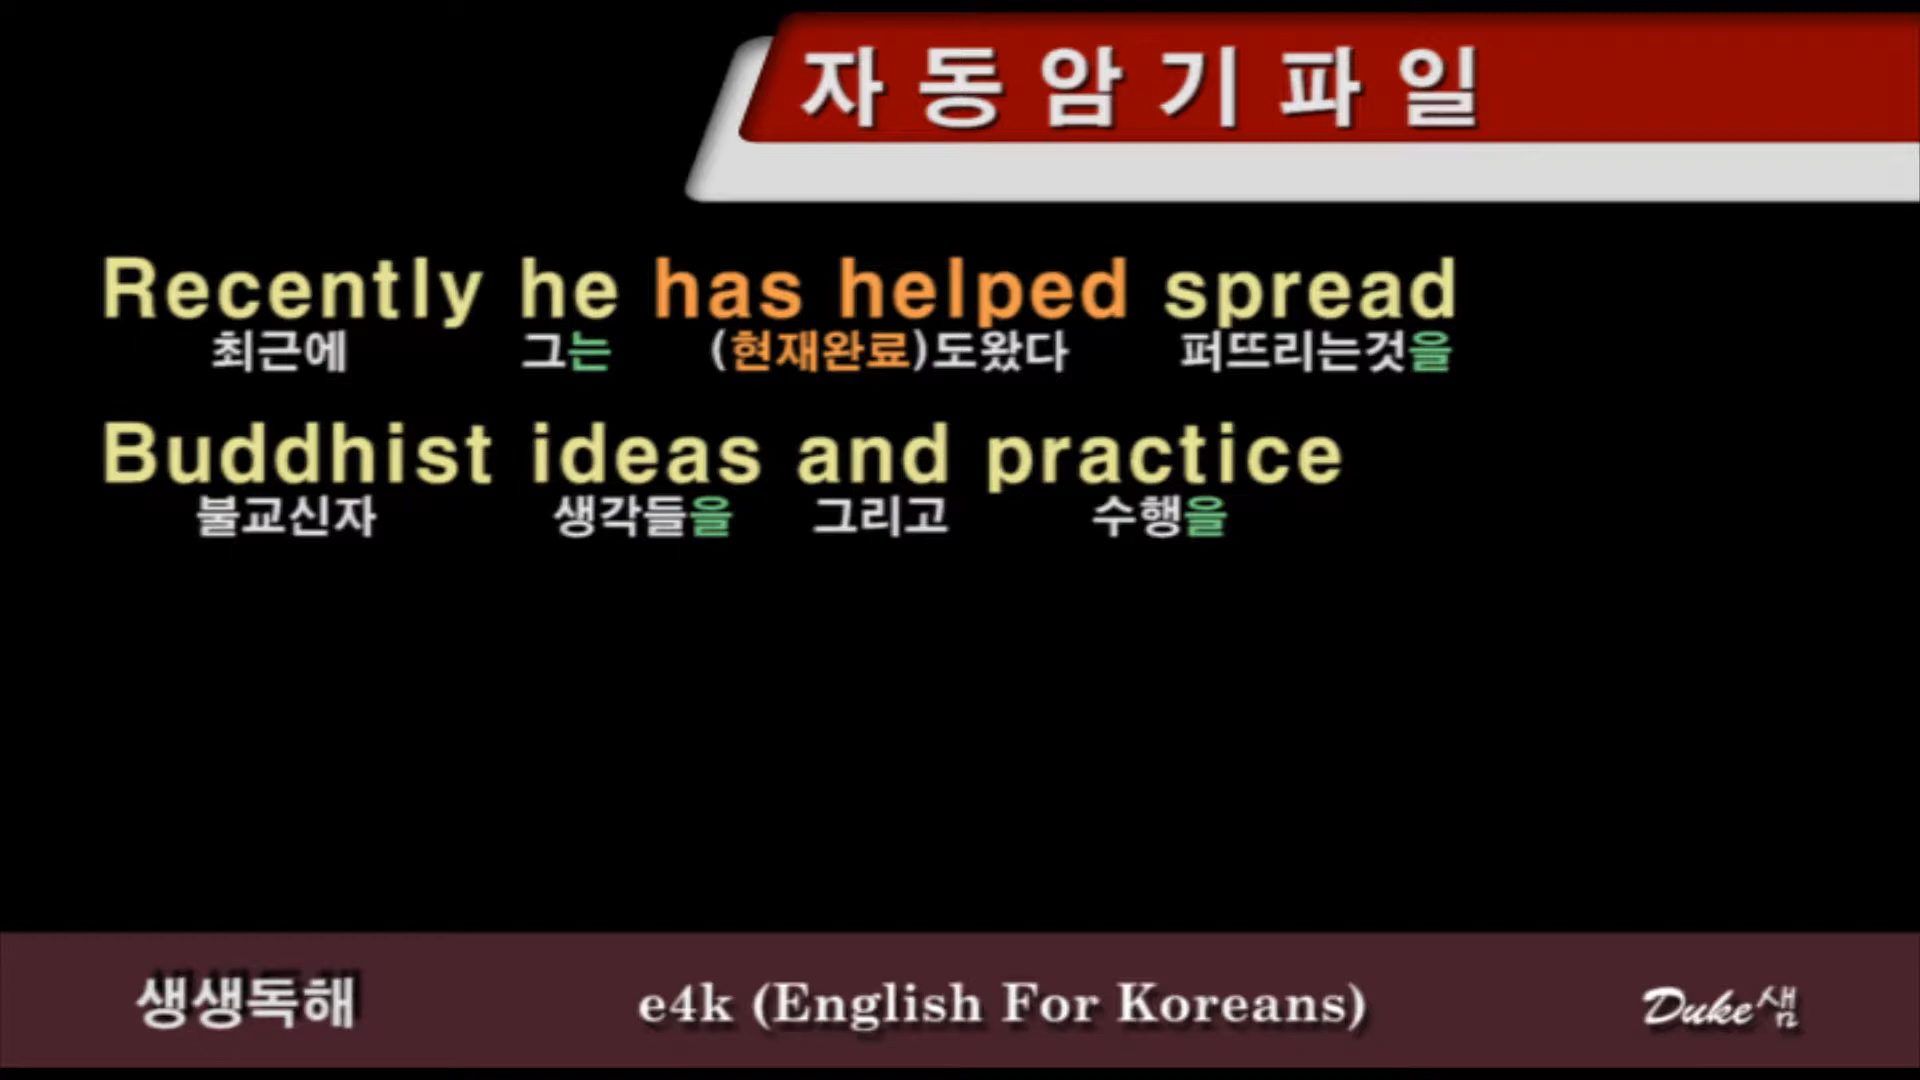 자동암기파일
Recently he has helped spread
최근에 그는 (현재완료)도왔다 퍼뜨리는것을
Buddhist ideas and practice
불교신자 생각들을 그리고 수행을
생생독해 e4k (English For Koreans) Duke샘